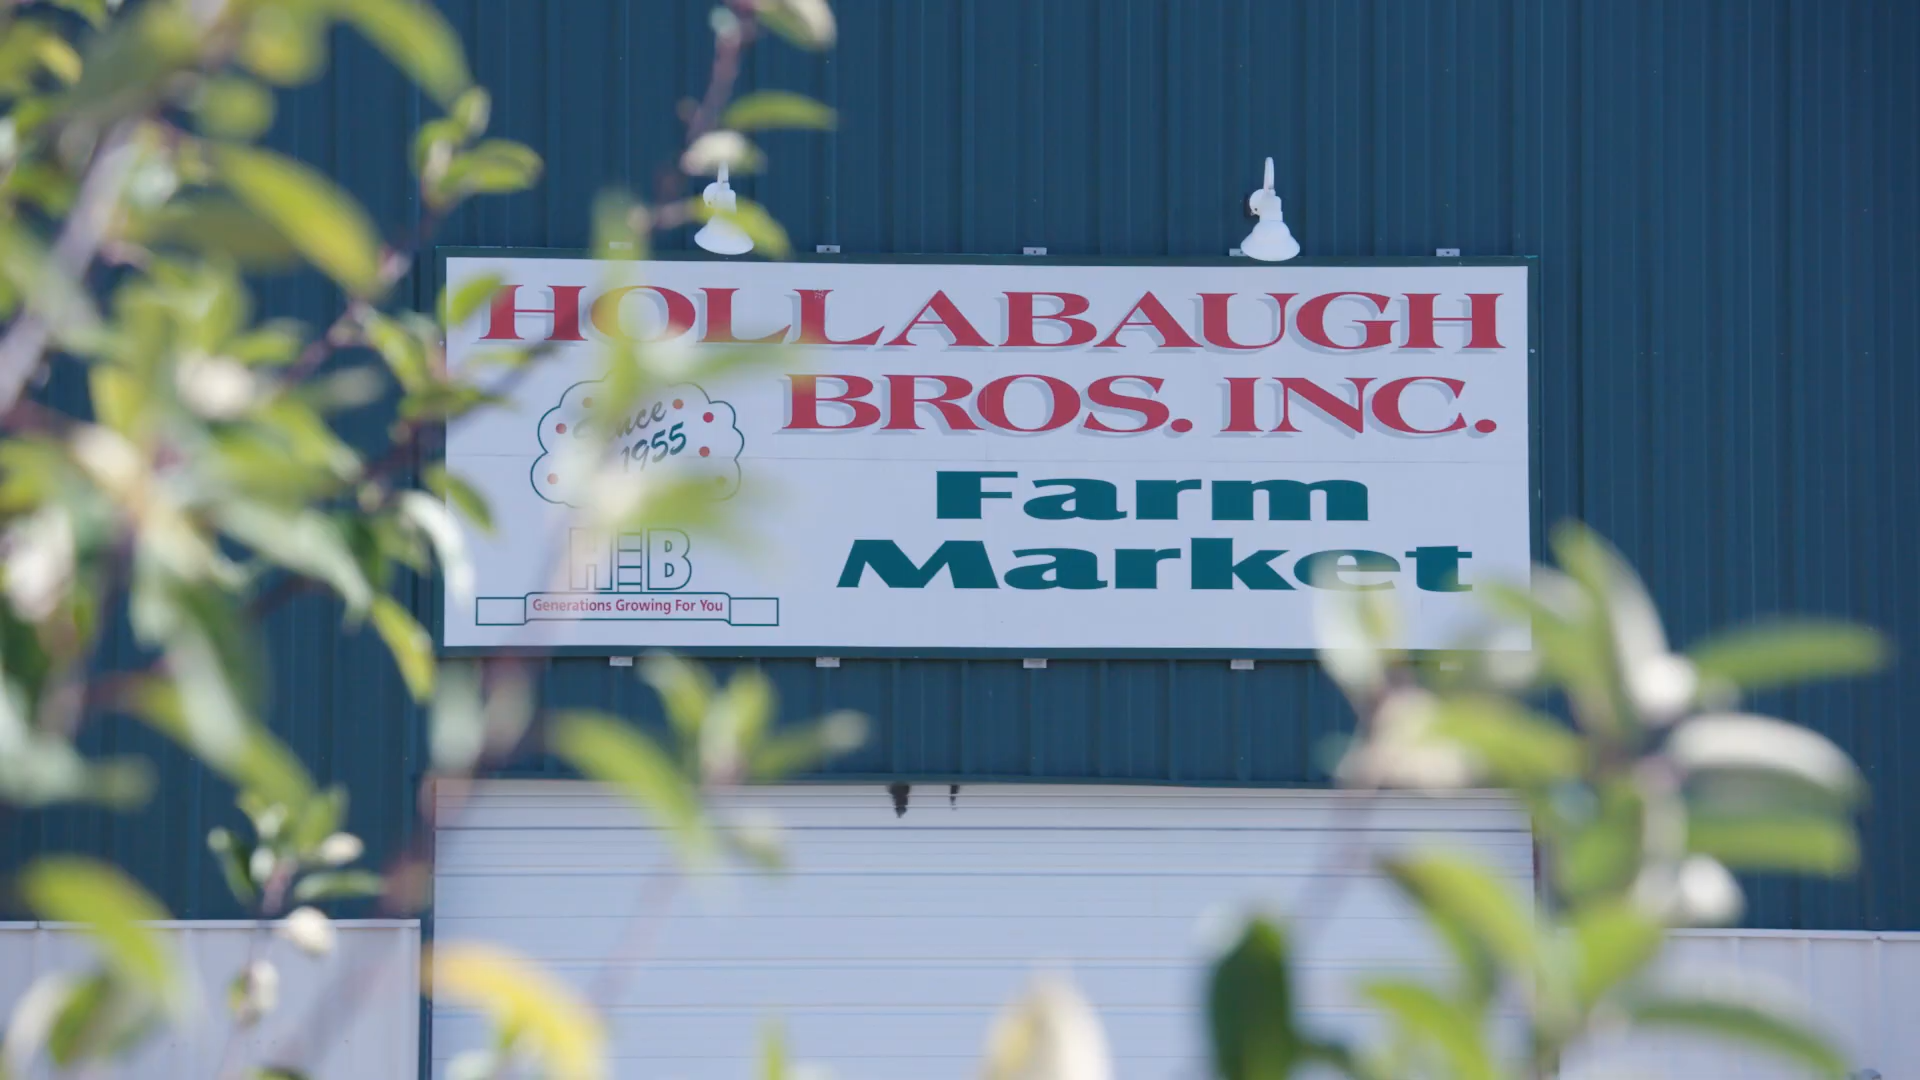 HOLLABAUGH
BROS. INC.
Since
1955
Farm
Market
HB
Generations Growing For You